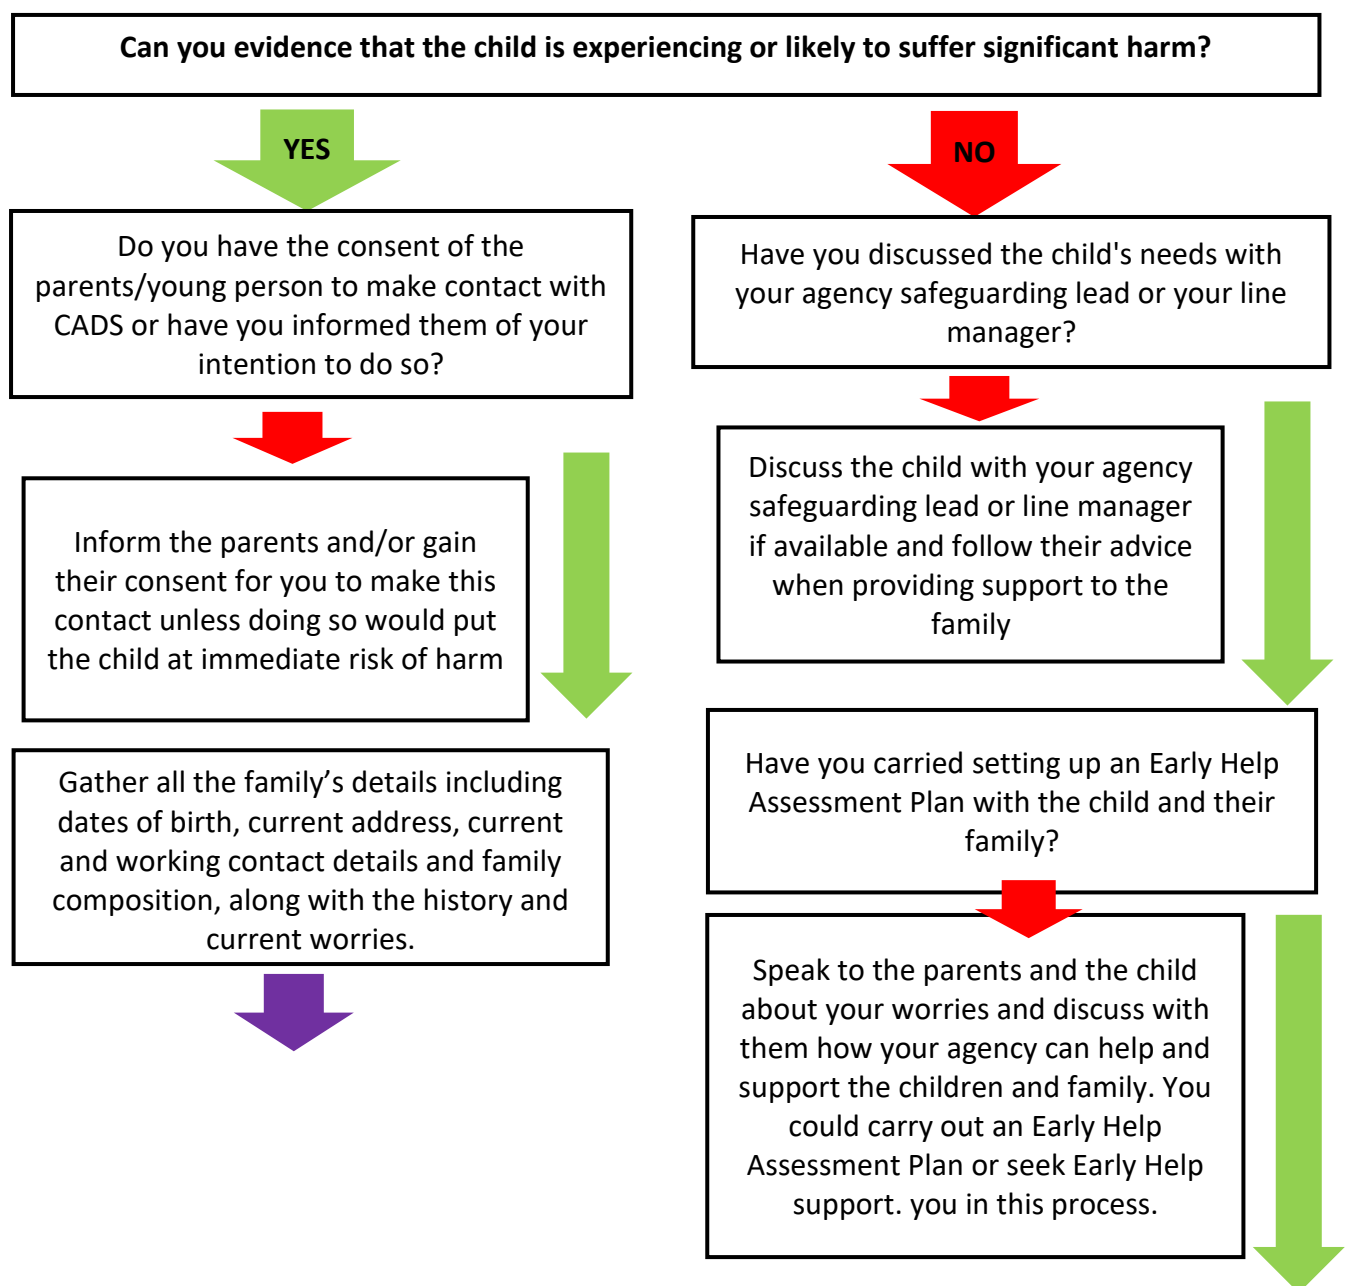 Can you evidence that the child is experiencing or likely to suffer significant harm?
YES
Do you have the consent of the
parents/young person to make contact with
CADS or have you informed them of your
intention to do so?
Inform the parents and/or gain
their consent for you to make this
contact unless doing so would put
the child at immediate risk of harm
Gather all the family’s details including
dates of birth, current address, current
and working contact details and family
composition, along with the history and
current worries.
NO
Have you discussed the child's needs with
your agency safeguarding lead or your line
manager?
Discuss the child with your agency
safeguarding lead or line manager
if available and follow their advice
when providing support to the
family
Have you carried setting up an Early Help
Assessment Plan with the child and their
family?
Speak to the parents and the child
about your worries and discuss with
them how your agency can help and
support the children and family. You
could carry out an Early Help
Assessment Plan or seek Early Help
support. you in this process.